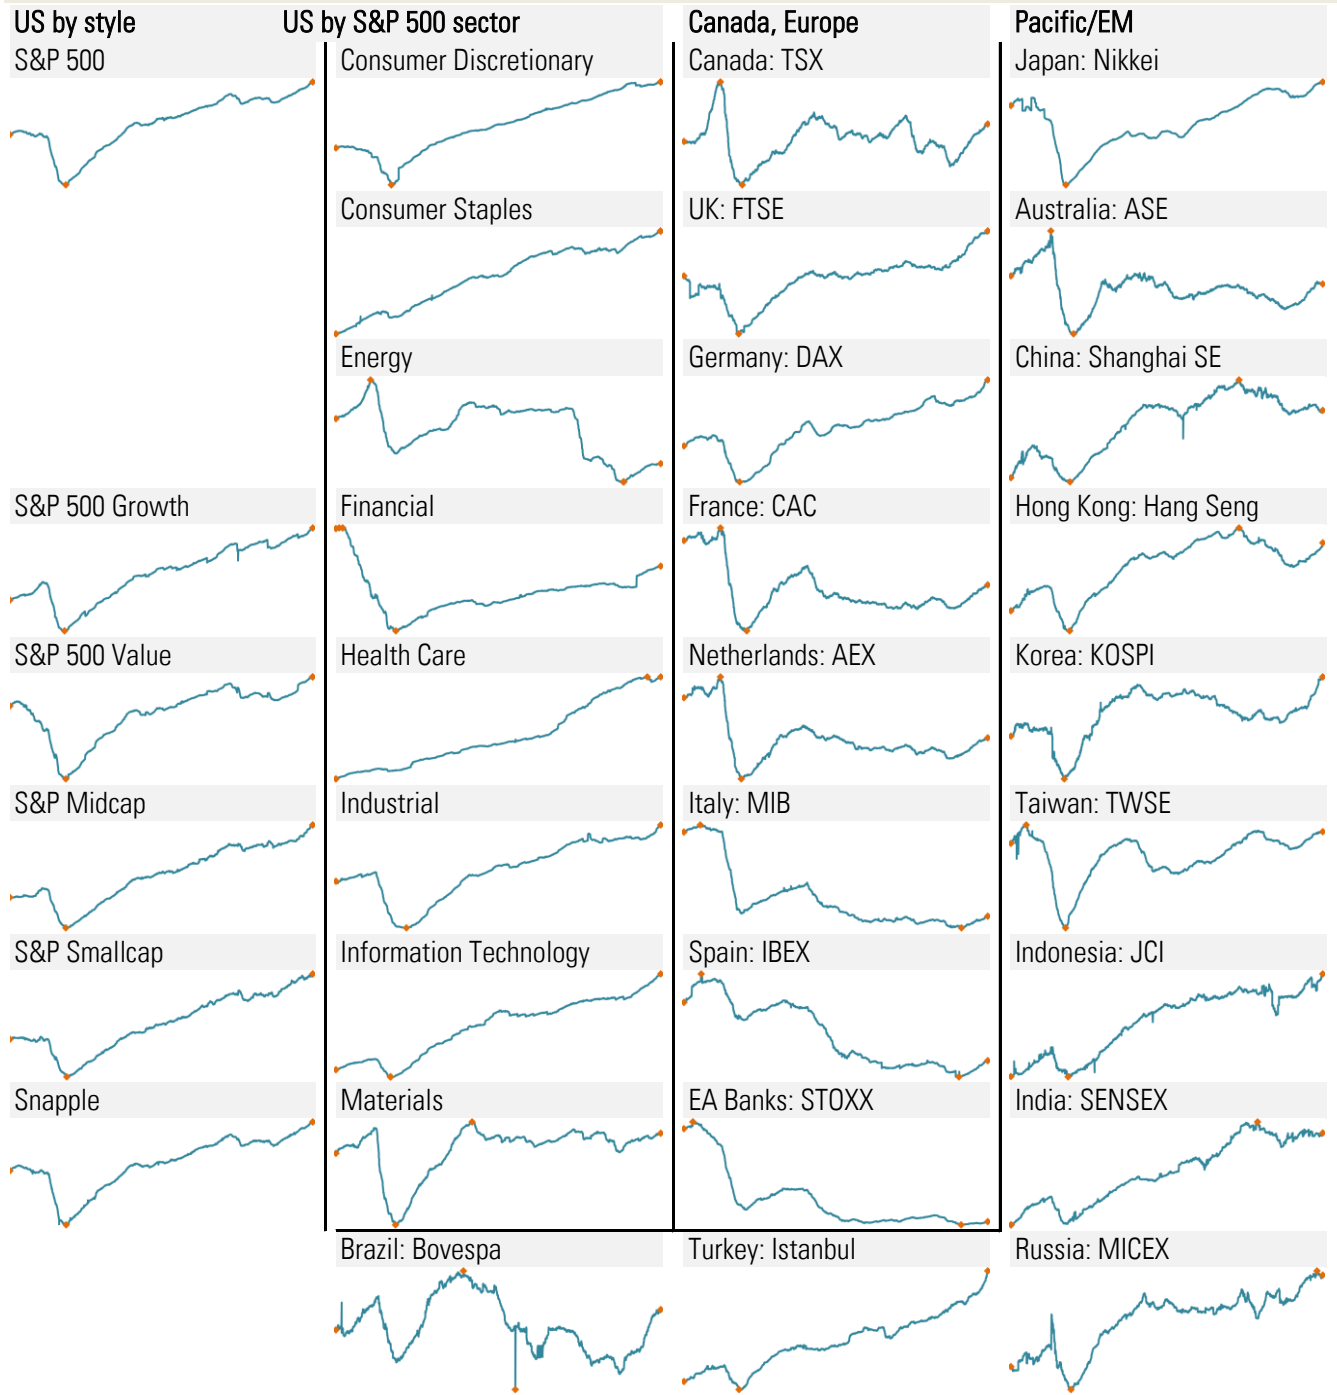 US by style US by S&P 500 sector Canada, Europe Pacific/EM
S&P 500 Consumer Discretionary Canada: TSX Japan: Nikkei
Consumer Staples UK: FTSE Australia: ASE
Energy Germany: DAX China: Shanghai SE
S&P 500 Growth Financial France: CAC Hong Kong: Hang Seng
S&P 500 Value Health Care Netherlands: AEX Korea: KOSPI
S&P Midcap Industrial Italy: MIB Taiwan: TWSE
S&P Smallcap Information Technology Spain: IBEX Indonesia: JCI
Snapple Materials EA Banks: STOXX India: SENSEX
Brazil: Bovespa Turkey: Istanbul Russia: MICEX